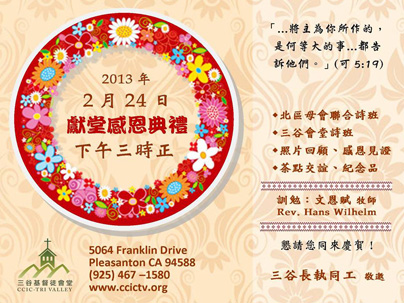 2013 年
2 月 24 日
獻堂感恩典禮
下午三時正
三谷基督徒會堂
CCIC-TRI VALLEY
5064 Franklin Drive
Pleasanton CA 94588
(925) 467 –1580
www.ccictv.org
「...將主為你所作的，
是何等大的事...都告
訴他們。」(可 5:19)
◆北區母會聯合詩班
◆三谷會堂詩班
◆照片回顧、感恩見證
◆茶點交誼、紀念品
訓勉：文恩賦 牧師
Rev. Hans Wilhelm
懇請您同來慶賀！
三谷長執同工 敬邀